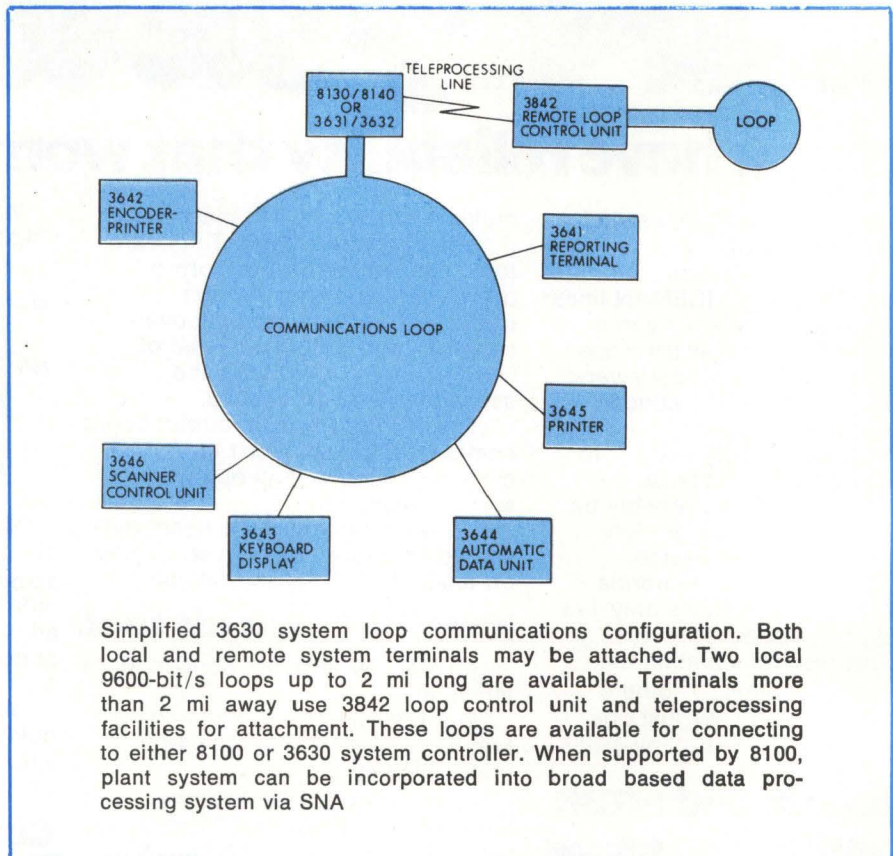 TELEPROCESSING
LINE
8130/8140
OR
3631/3632
3842
REMOTE LOOP
CONTROL UNIT
LOOP
3642
ENCODER-
PRINTER
3641
REPORTING
TERMINAL
COMMUNICATIONS LOOP
3645
PRINTER
3646
SCANNER
CONTROL UNIT
3643
KEYBOARD
DISPLAY
3644
AUTOMATIC
DATA UNIT
Simplified 3630 system loop communications configuration. Both
local and remote system terminals may be attached. Two local
9600-bit/s loops up to 2 mi long are available. Terminals more
than 2 mi away use 3842 loop control unit and teleprocessing
facilities for attachment. These loops are available for connecting
to either 8100 or 3630 system controller. When supported by 8100,
plant system can be incorporated into broad based data pro-
cessing system via SNA